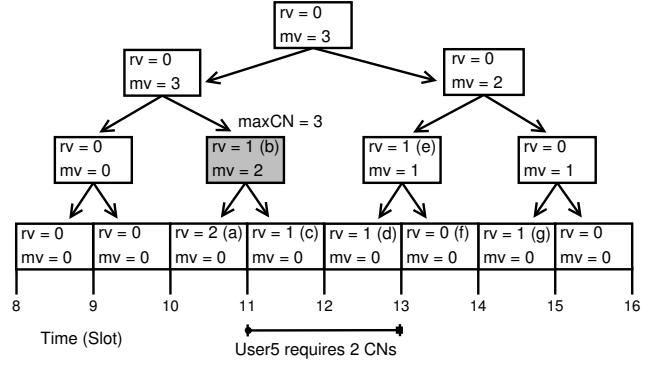 rv = 0
mv = 3
rv = 0
mv = 3
rv = 0
mv = 2
maxCN = 3
rv = 0
mv = 0
rv = 1 (b)
mv = 2
rv = 1 (e)
mv = 1
rv = 0
mv = 1
rv = 0
mv = 0
rv = 0
mv = 0
rv = 2 (a)
mv = 0
rv = 1 (c)
mv = 0
rv = 1 (d)
mv = 0
rv = 0 (f)
mv = 0
rv = 1 (g)
mv = 0
rv = 0
mv = 0
8 9 10 11 12 13 14 15 16
Time (Slot)
User5 requires 2 CNs